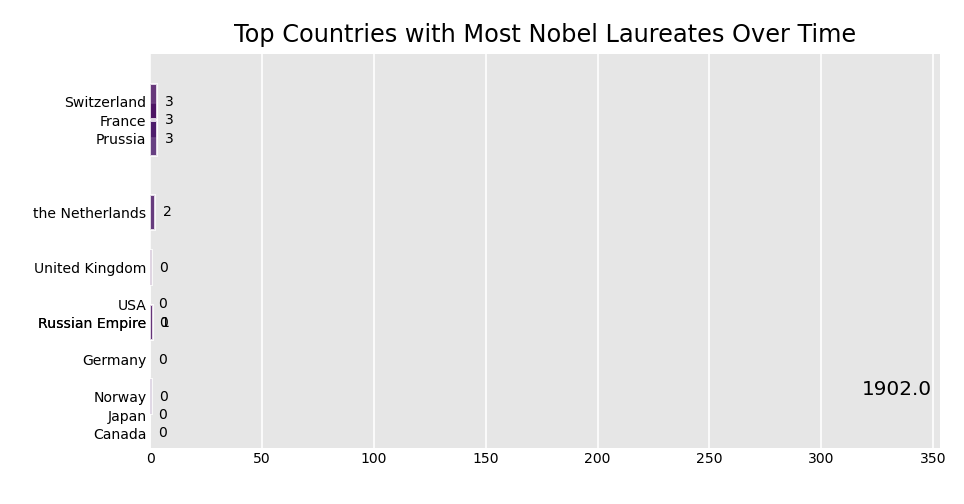 Top Countries with Most Nobel Laureates Over Time
Switzerland 3
France 3
Prussia 3
the Netherlands 2
United Kingdom 0
USA 0
Russian Empire 1
Germany 0
1902.0
Norway 0
Japan 0
Canada 0
0 50 100 150 200 250 300 350